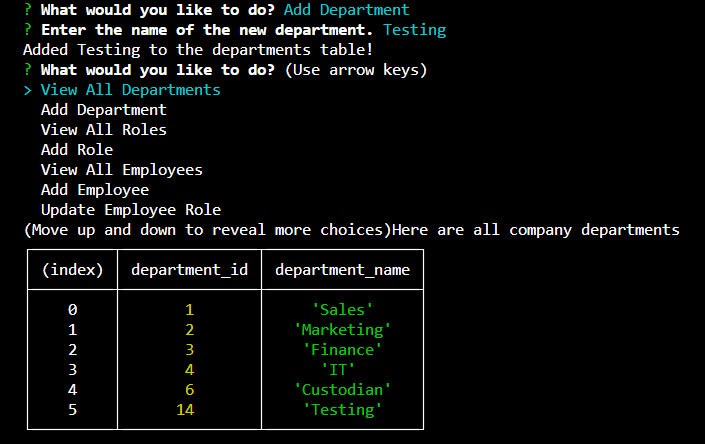 ? What would you like to do? Add Department
? Enter the name of the new department. Testing
Added Testing to the departments table!
? What would you like to do? (Use arrow keys)
> View All Departments
Add Department
View All Roles
Add Role
View All Employees
Add Employee
Update Employee Role
(Move up and down to reveal more choices)Here are all company departments
(index) department_id department_name
0 1 'Sales'
1 2 'Marketing'
2 3 'Finance'
3 4 'IT'
4 6 'Custodian'
5 14 'Testing'